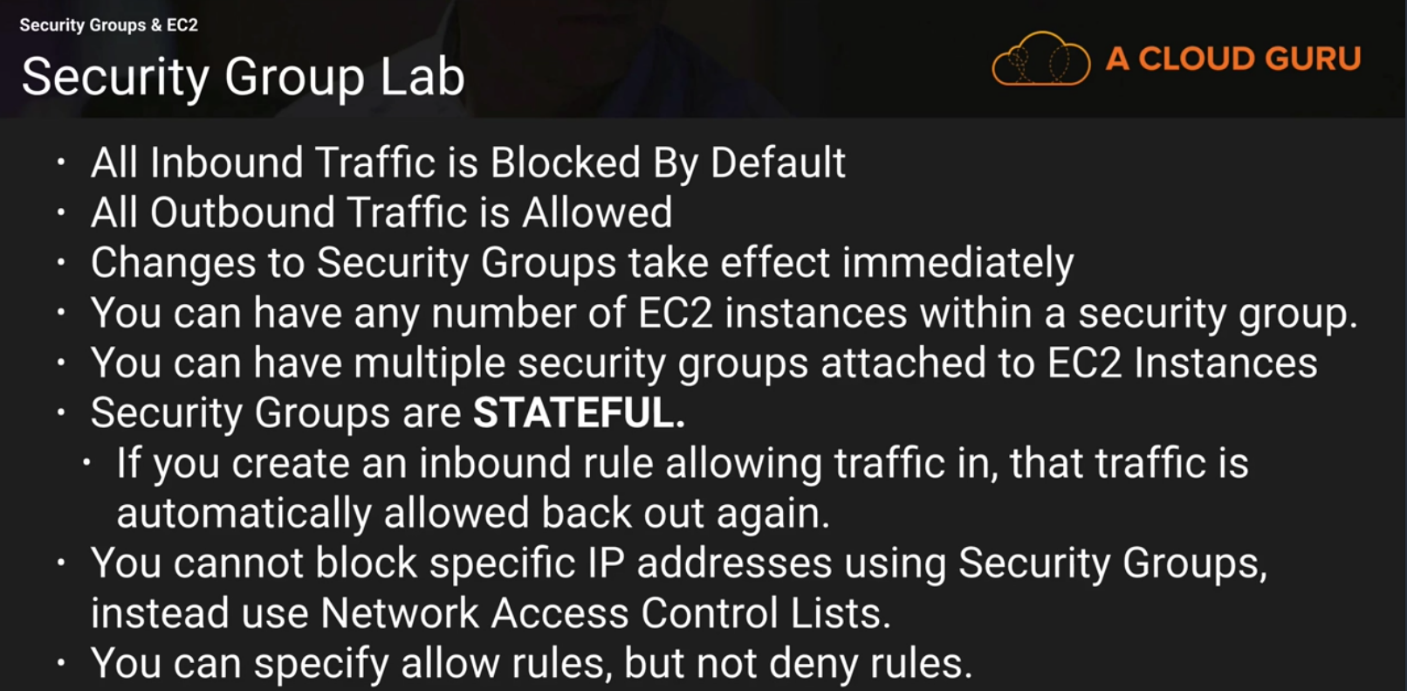 Security Groups & EC2
Security Group Lab
A CLOUD GURU
· All Inbound Traffic is Blocked By Default
· All Outbound Traffic is Allowed
· Changes to Security Groups take effect immediately
· You can have any number of EC2 instances within a security group.
· You can have multiple security groups attached to EC2 Instances
· Security Groups are STATEFUL.
· If you create an inbound rule allowing traffic in, that traffic is
automatically allowed back out again.
· You cannot block specific IP addresses using Security Groups,
instead use Network Access Control Lists.
· You can specify allow rules, but not deny rules.